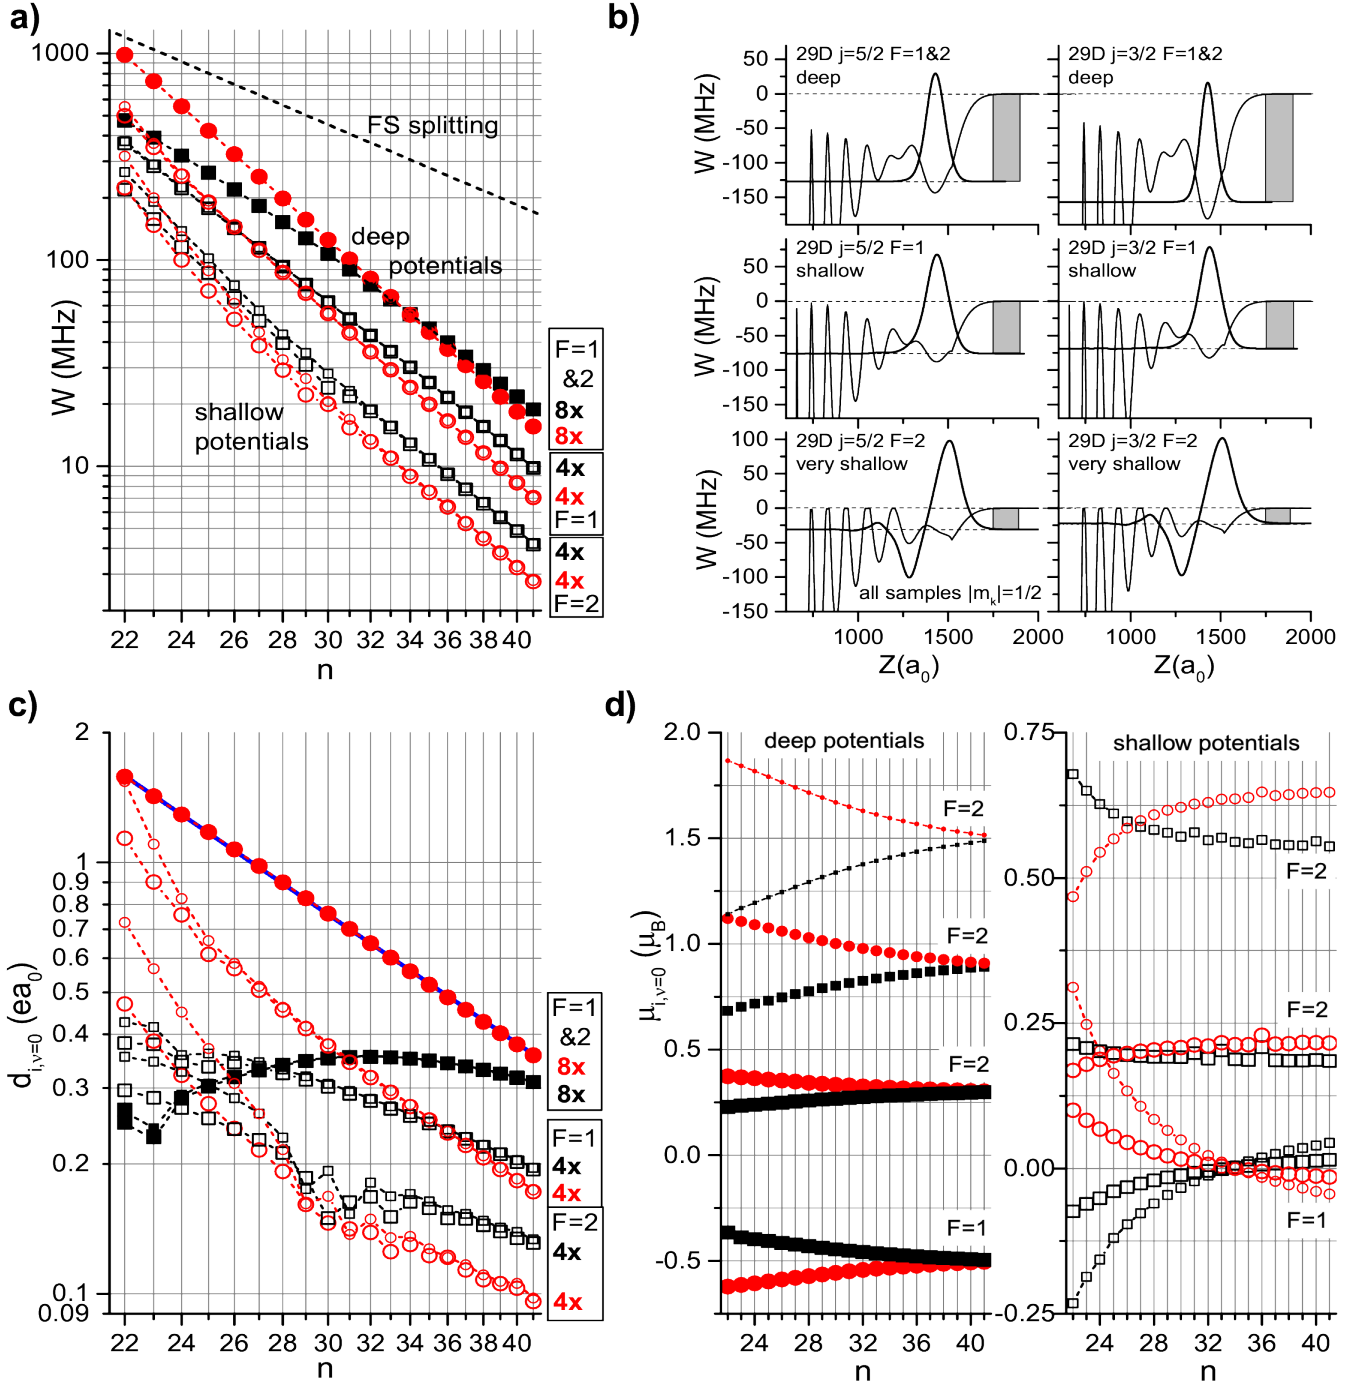 a)
1000
100
10
W (MHz)
FS splitting
deep
potentials
shallow
potentials
F=1
&2
8x
8x
4x
4x
F=1
4x
4x
F=2
22 24 26 28 30 32 34 36 38 40
n
b)
29D j=5/2 F=1&2
deep
29D j=3/2 F=1&2
deep
50
0
-50
-100
-150
W (MHz)
29D j=5/2 F=1
shallow
29D j=3/2 F=1
shallow
50
0
-50
-100
-150
W (MHz)
29D j=5/2 F=2
very shallow
29D j=3/2 F=2
very shallow
100
50
0
-50
-100
-150
W (MHz)
all samples |mk|=1/2
1000 1500 2000
1000 1500 2000
Z(a0)
Z(a0)
c)
2
1
0.9
0.8
0.7
0.6
0.5
0.4
0.3
0.2
0.1
0.09
di,ν=0 (ea0)
F=1
&2
8x
8x
F=1
4x
4x
F=2
4x
4x
22 24 26 28 30 32 34 36 38 40
n
d)
2.0
1.5
1.0
0.5
0.0
-0.5
μi,ν=0 (μB)
deep potentials
F=2
F=2
F=2
F=1
24 28 32 36 40
n
0.75
0.50
0.25
0.00
-0.25
shallow potentials
F=2
F=2
F=1
24 28 32 36 40
n